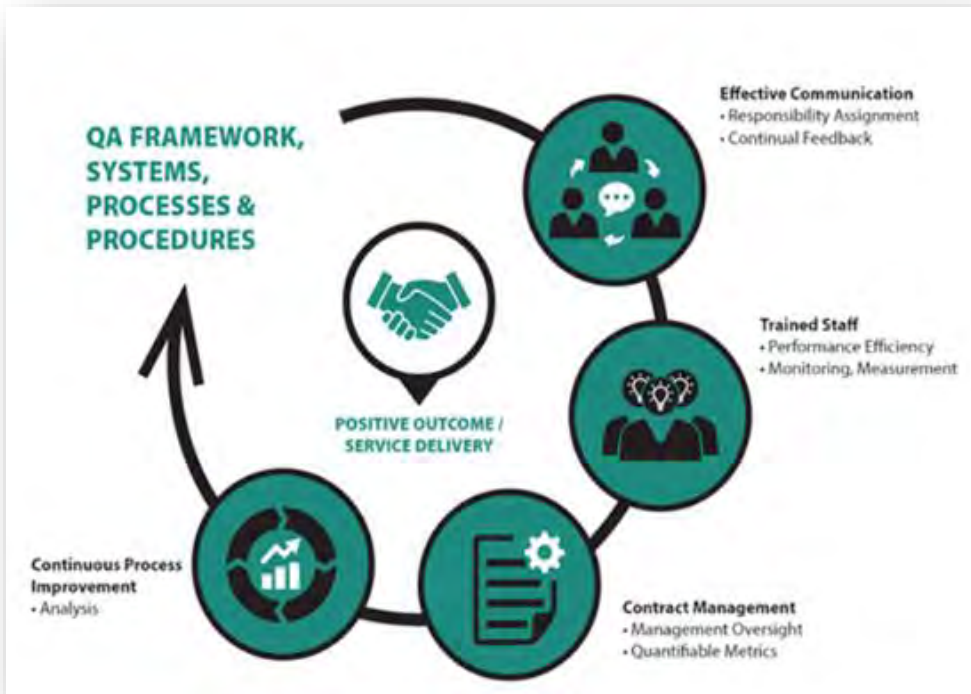 QA FRAMEWORK,
SYSTEMS,
PROCESSES &
PROCEDURES
Effective Communication
• Responsibility Assignment
• Continual Feedback
Trained Staff
• Performance Efficiency
• Monitoring, Measurement
POSITIVE OUTCOME /
SERVICE DELIVERY
Contract Management
• Management Oversight
• Quantifiable Metrics
Continuous Process
Improvement
• Analysis